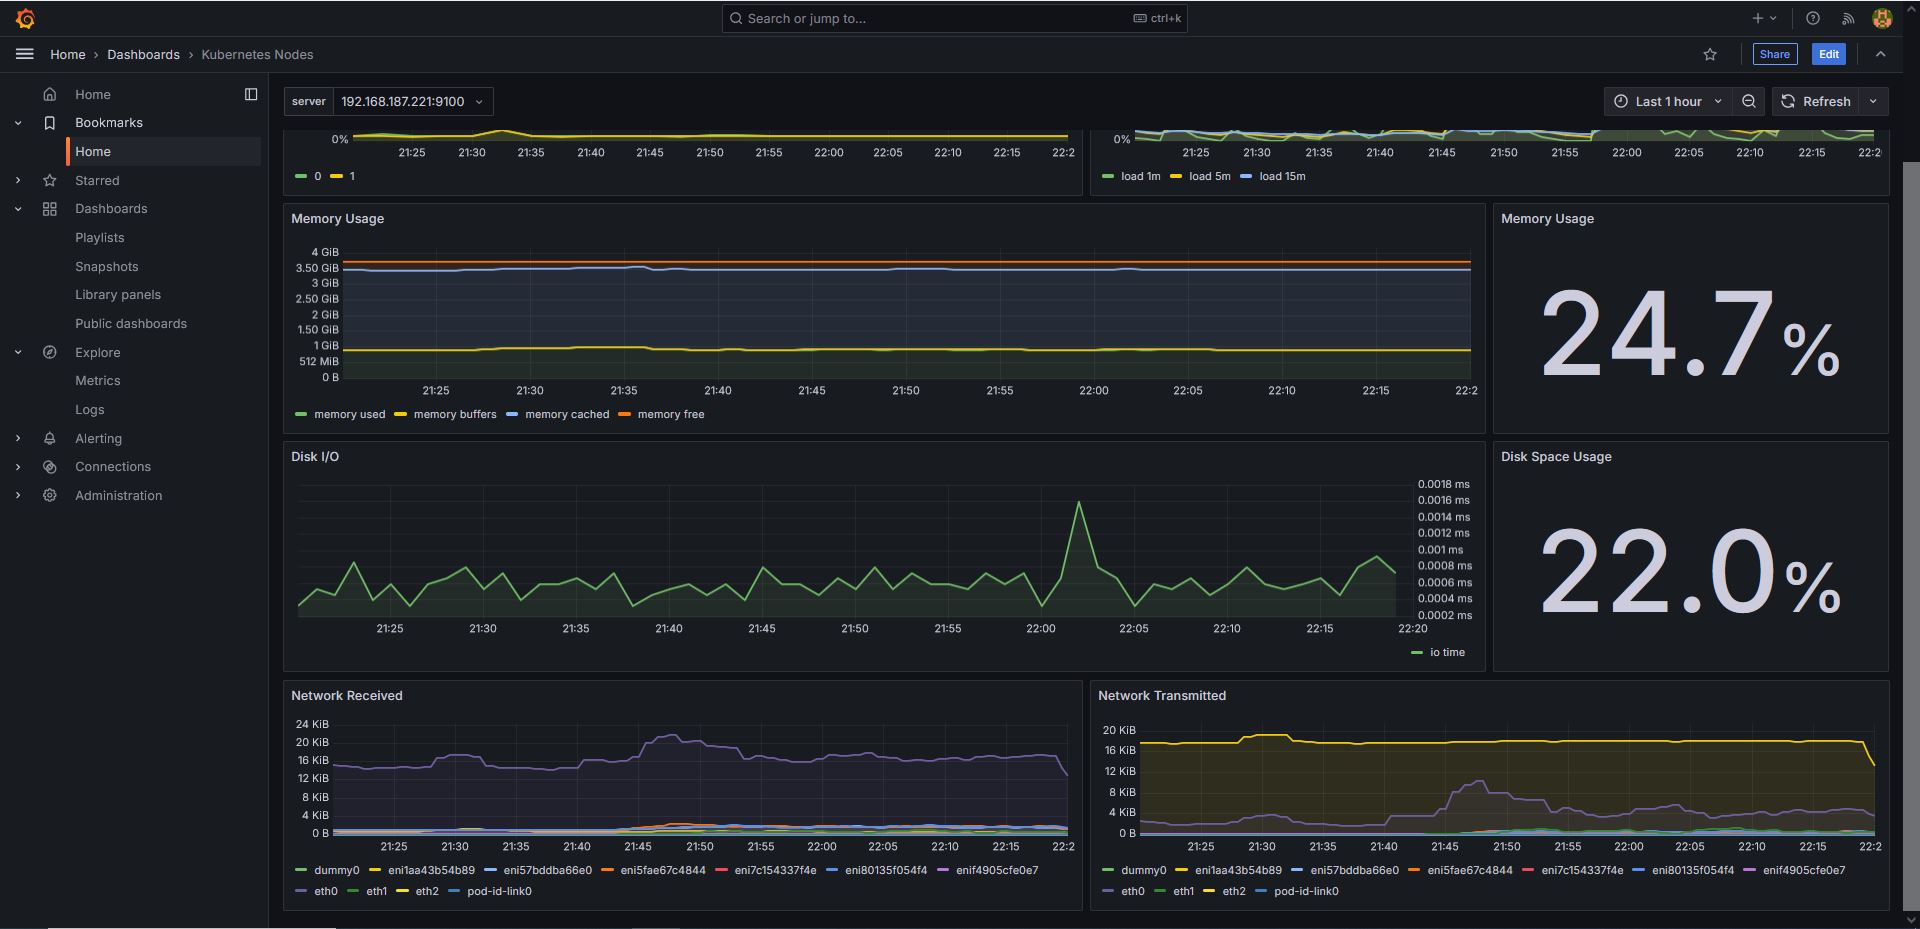 Search or jump to... ctrl+k
Home › Dashboards › Kubernetes Nodes
Share Edit
Home
Bookmarks
Home
Starred
Dashboards
Playlists
Snapshots
Library panels
Public dashboards
Explore
Metrics
Logs
Alerting
Connections
Administration
server 192.168.187.221:9100
Last 1 hour Refresh
0%
21:25 21:30 21:35 21:40 21:45 21:50 21:55 22:00 22:05 22:10 22:15 22:2
0 1
0%
21:25 21:30 21:35 21:40 21:45 21:50 21:55 22:00 22:05 22:10 22:15 22:20
load 1m load 5m load 15m
Memory Usage
4 GiB
3.50 GiB
3 GiB
2.50 GiB
2 GiB
1.50 GiB
1 GiB
512 MiB
0 B
21:25 21:30 21:35 21:40 21:45 21:50 21:55 22:00 22:05 22:10 22:15 22:2
memory used memory buffers memory cached memory free
Memory Usage
24.7%
Disk I/O
0.0018 ms
0.0016 ms
0.0014 ms
0.0012 ms
0.001 ms
0.0008 ms
0.0006 ms
0.0004 ms
0.0002 ms
21:25 21:30 21:35 21:40 21:45 21:50 21:55 22:00 22:05 22:10 22:15 22:20
io time
Disk Space Usage
22.0%
Network Received
24 KiB
20 KiB
16 KiB
12 KiB
8 KiB
4 KiB
0 B
21:25 21:30 21:35 21:40 21:45 21:50 21:55 22:00 22:05 22:10 22:15 22:2
dummy0 eni1aa43b54b89 eni57bddba66e0 eni5fae67c4844 eni7c154337f4e eni80135f054f4 enif4905cfe0e7
eth0 eth1 eth2 pod-id-link0
Network Transmitted
20 KiB
16 KiB
12 KiB
8 KiB
4 KiB
0 B
21:25 21:30 21:35 21:40 21:45 21:50 21:55 22:00 22:05 22:10 22:15 22:2
dummy0 eni1aa43b54b89 eni57bddba66e0 eni5fae67c4844 eni7c154337f4e eni80135f054f4 enif4905cfe0e7
eth0 eth1 eth2 pod-id-link0